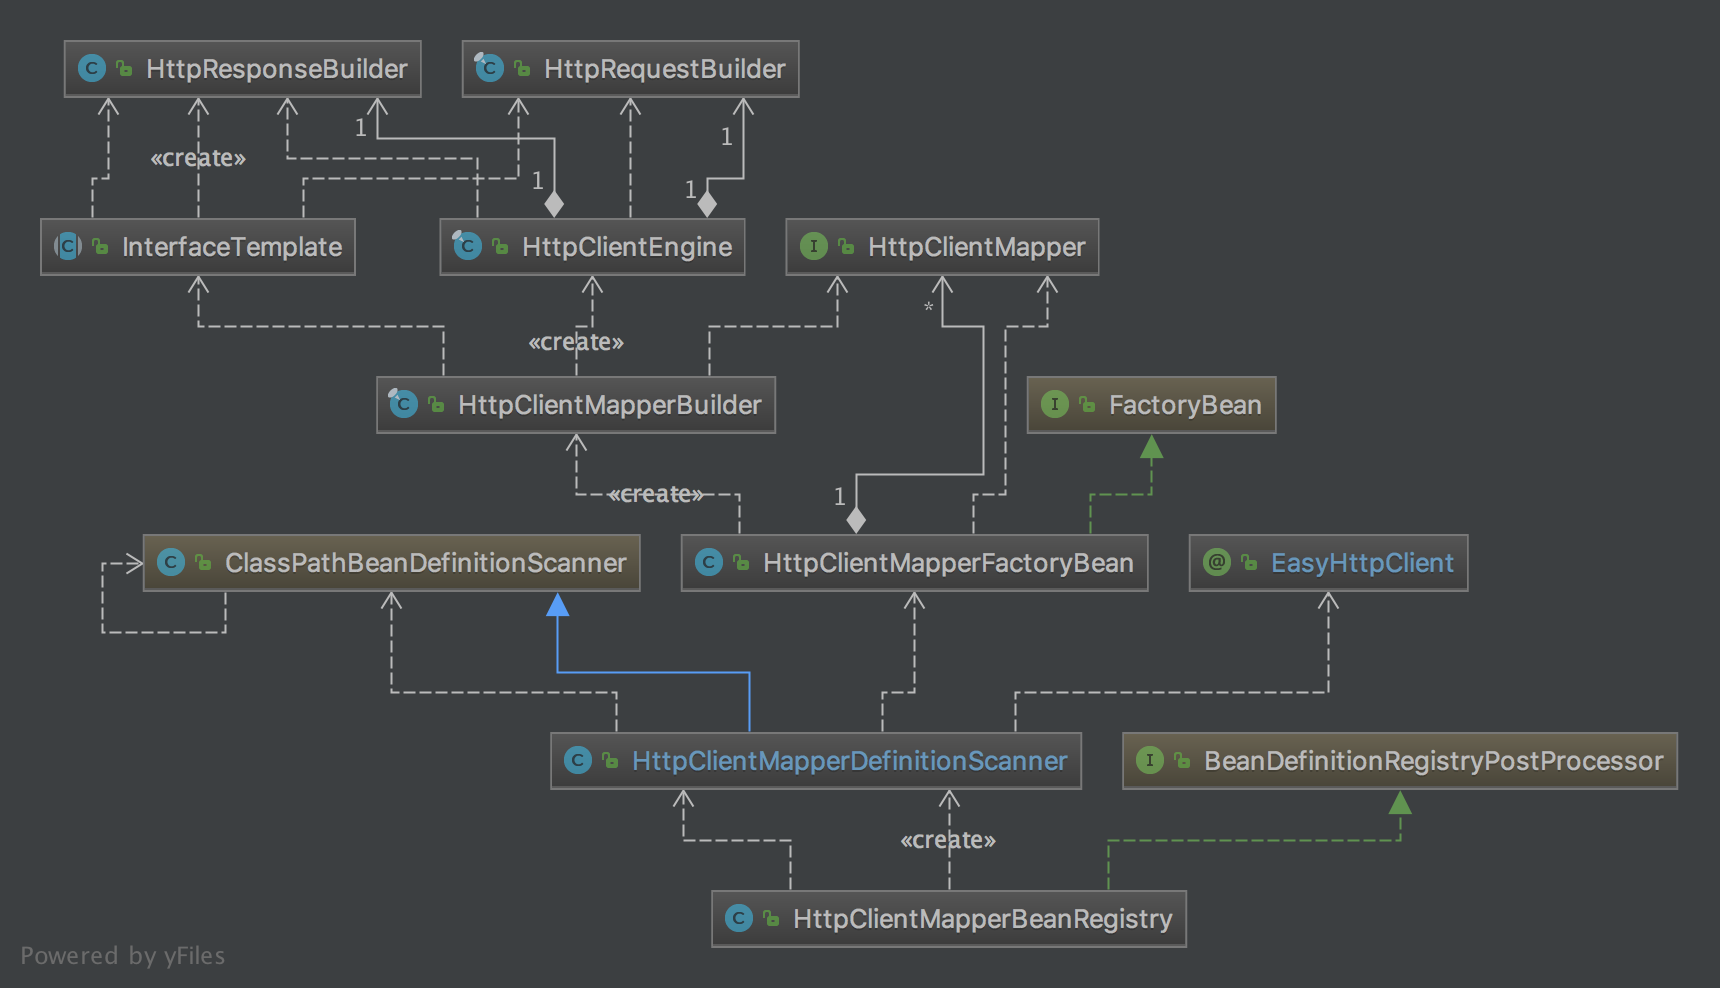 HttpResponseBuilder
HttpRequestBuilder
1
1
«create»
1
1
InterfaceTemplate
HttpClientEngine
HttpClientMapper
*
«create»
HttpClientMapperBuilder
FactoryBean
«create»
1
ClassPathBeanDefinitionScanner
HttpClientMapperFactoryBean
EasyHttpClient
HttpClientMapperDefinitionScanner
BeanDefinitionRegistryPostProcessor
«create»
HttpClientMapperBeanRegistry
Powered by yFiles